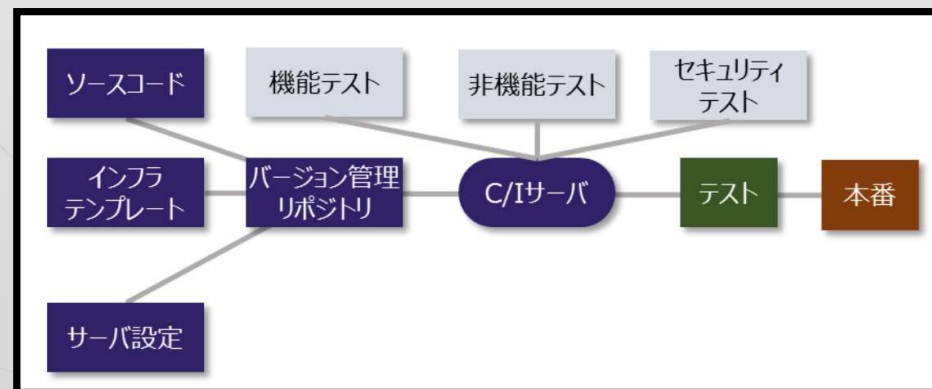 ソースコード
機能テスト
非機能テスト
セキュリティ
テスト
インフラ
テンプレート
バージョン管理
リポジトリ
C/Iサーバ
テスト
本番
サーバ設定